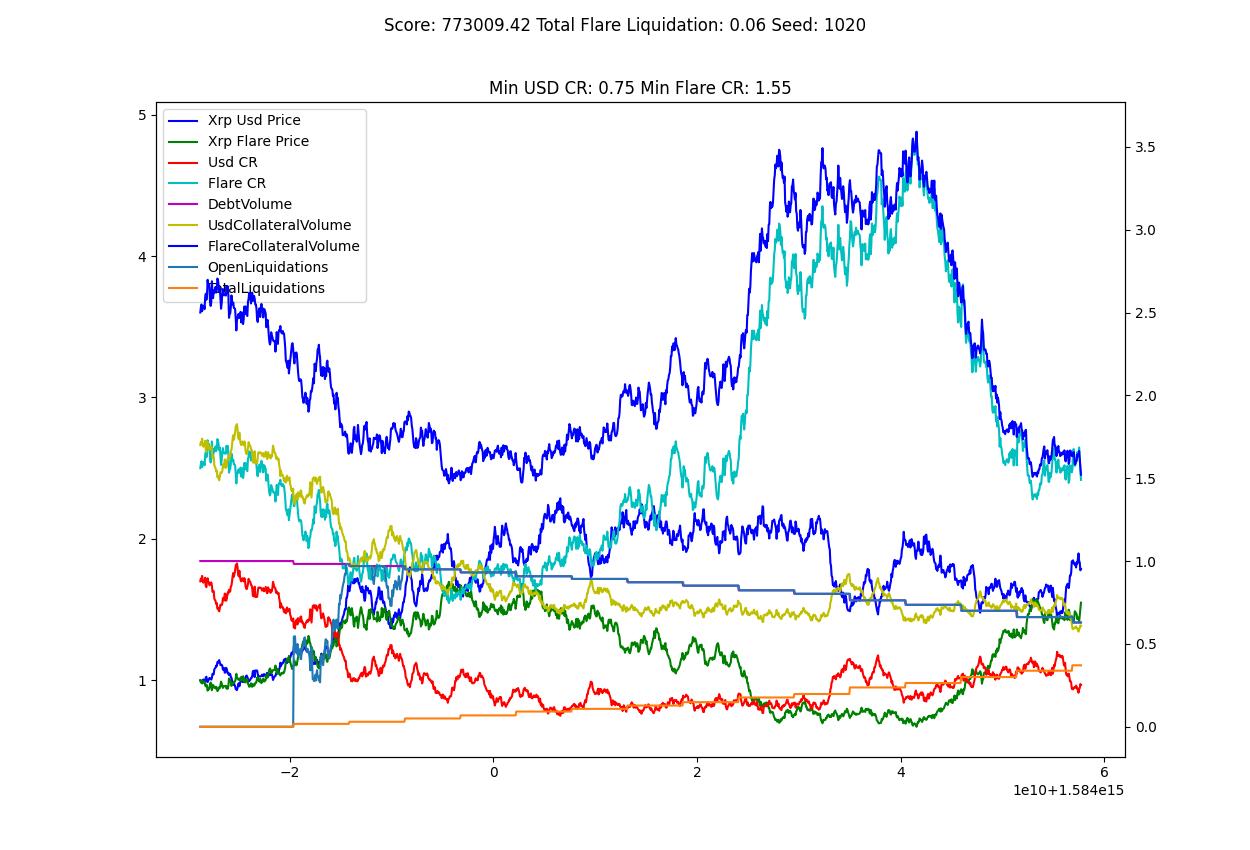 Score: 773009.42 Total Flare Liquidation: 0.06 Seed: 1020
Min USD CR: 0.75 Min Flare CR: 1.55
Xrp Usd Price
Xrp Flare Price
Usd CR
Flare CR
DebtVolume
UsdCollateralVolume
FlareCollateralVolume
OpenLiquidations
TotalLiquidations
5
4
3
2
1
3.5
3.0
2.5
2.0
1.5
1.0
0.5
0.0
−2 0 2 4 6
1e10+1.584e15